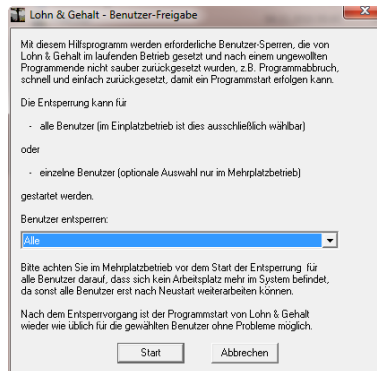 Lohn & Gehalt - Benutzer-Freigabe
Mit diesem Hilfsprogramm werden erforderliche Benutzer-Sperren, die von
Lohn & Gehalt im laufenden Betrieb gesetzt und nach einem ungewollten
Programmende nicht sauber zurückgesetzt wurden, z.B. Programmabbruch,
schnell und einfach zurückgesetzt, damit ein Programmstart erfolgen kann.
Die Entsperrung kann für
- alle Benutzer (im Einplatzbetrieb ist dies ausschließlich wählbar)
oder
- einzelne Benutzer (optionale Auswahl nur im Mehrplatzbetrieb)
gestartet werden.
Benutzer entsperren:
Alle
Bitte achten Sie im Mehrplatzbetrieb vor dem Start der Entsperrung für
alle Benutzer darauf, dass sich kein Arbeitsplatz mehr im System befindet,
da sonst alle Benutzer erst nach Neustart weiterarbeiten können.
Nach dem Entsperrvorgang ist der Programmstart von Lohn & Gehalt
wieder wie üblich für die gewählten Benutzer ohne Probleme möglich.
Start Abbrechen